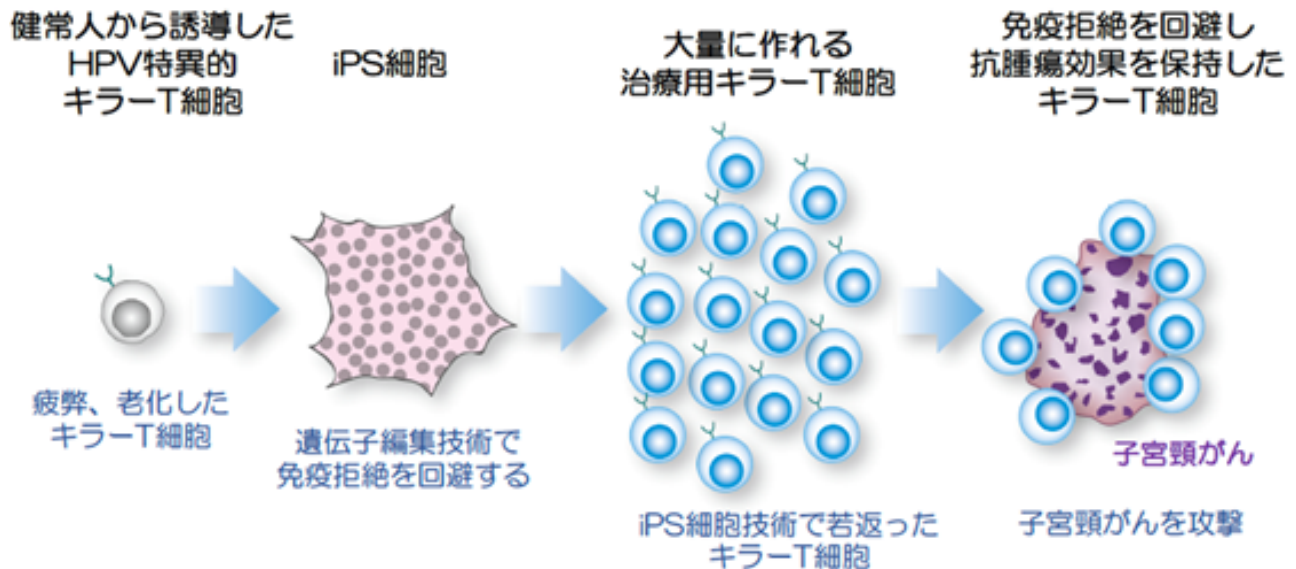 健常人から誘導した
HPV特異的
キラーT細胞
iPS細胞
大量に作れる
治療用キラーT細胞
免疫拒絶を回避し
抗腫瘍効果を保持した
キラーT細胞
疲弊、老化した
キラーT細胞
遺伝子編集技術で
免疫拒絶を回避する
iPS細胞技術で若返った
キラーT細胞
子宮頸がん
子宮頸がんを攻撃